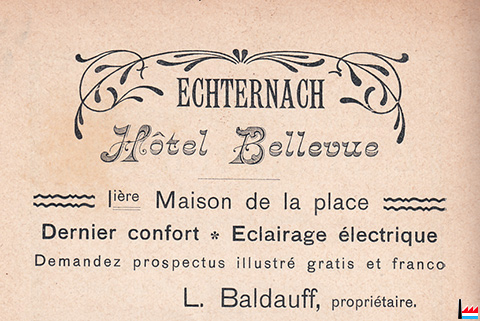 ECHTERNACH
Hôtel Bellevue
Iière Maison de la place
Dernier confort * Eclairage électrique
Demandez prospectus illustré gratis et franco
L. Baldauff, propriétaire.